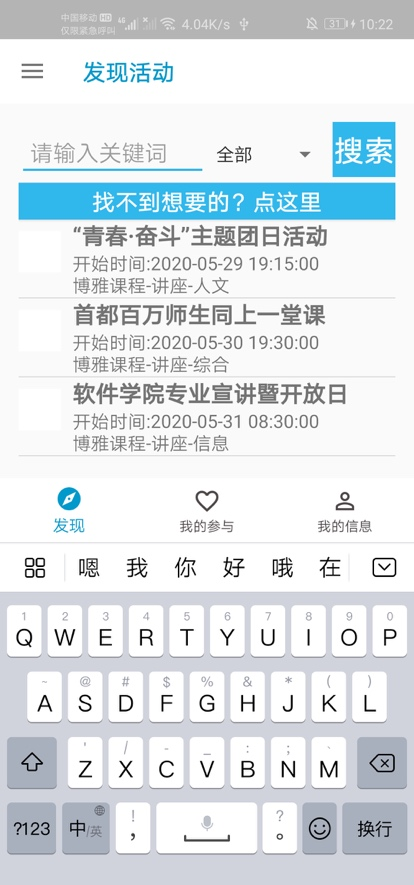 中国移动 HD 4G
仅限紧急呼叫
4.04K/s
31
10:22
发现活动
请输入关键词
全部
搜索
找不到想要的？点这里
“青春·奋斗”主题团日活动
开始时间:2020-05-29 19:15:00
博雅课程-讲座-人文
首都百万师生同上一堂课
开始时间:2020-05-30 19:30:00
博雅课程-讲座-综合
软件学院专业宣讲暨开放日
开始时间:2020-05-31 08:30:00
博雅课程-讲座-信息
发现 我的参与 我的信息
嗯 我 你 好 哦 在
1 2 3 4 5 6 7 8 9 0
Q W E R T Y U I O P
~ @ # $ % & * ( )
A S D F G H J K L
' / - _ : ; 、
Z X C V B N M
! ?
?123 中/英 ， 。 换行